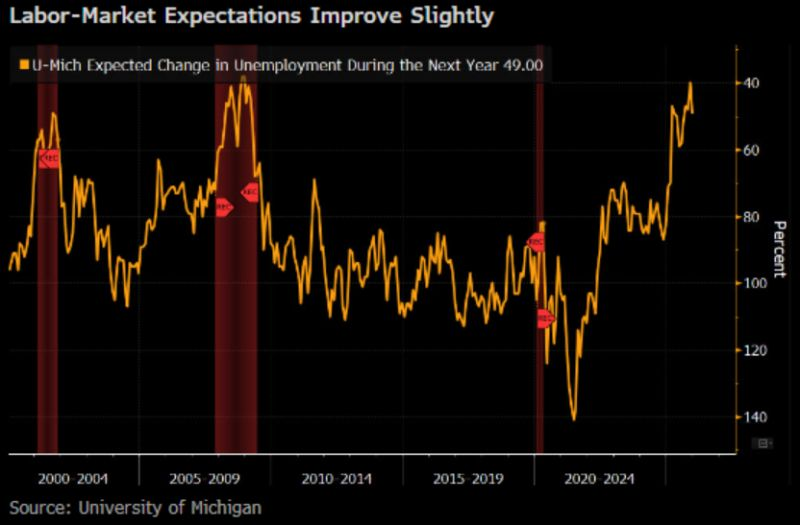 Labor-Market Expectations Improve Slightly
U-Mich Expected Change in Unemployment During the Next Year 49.00
40
60
80
100
120
140
Percent
REC
REC
REC
REC
REC
2000-2004
2005-2009
2010-2014
2015-2019
2020-2024
Source: University of Michigan